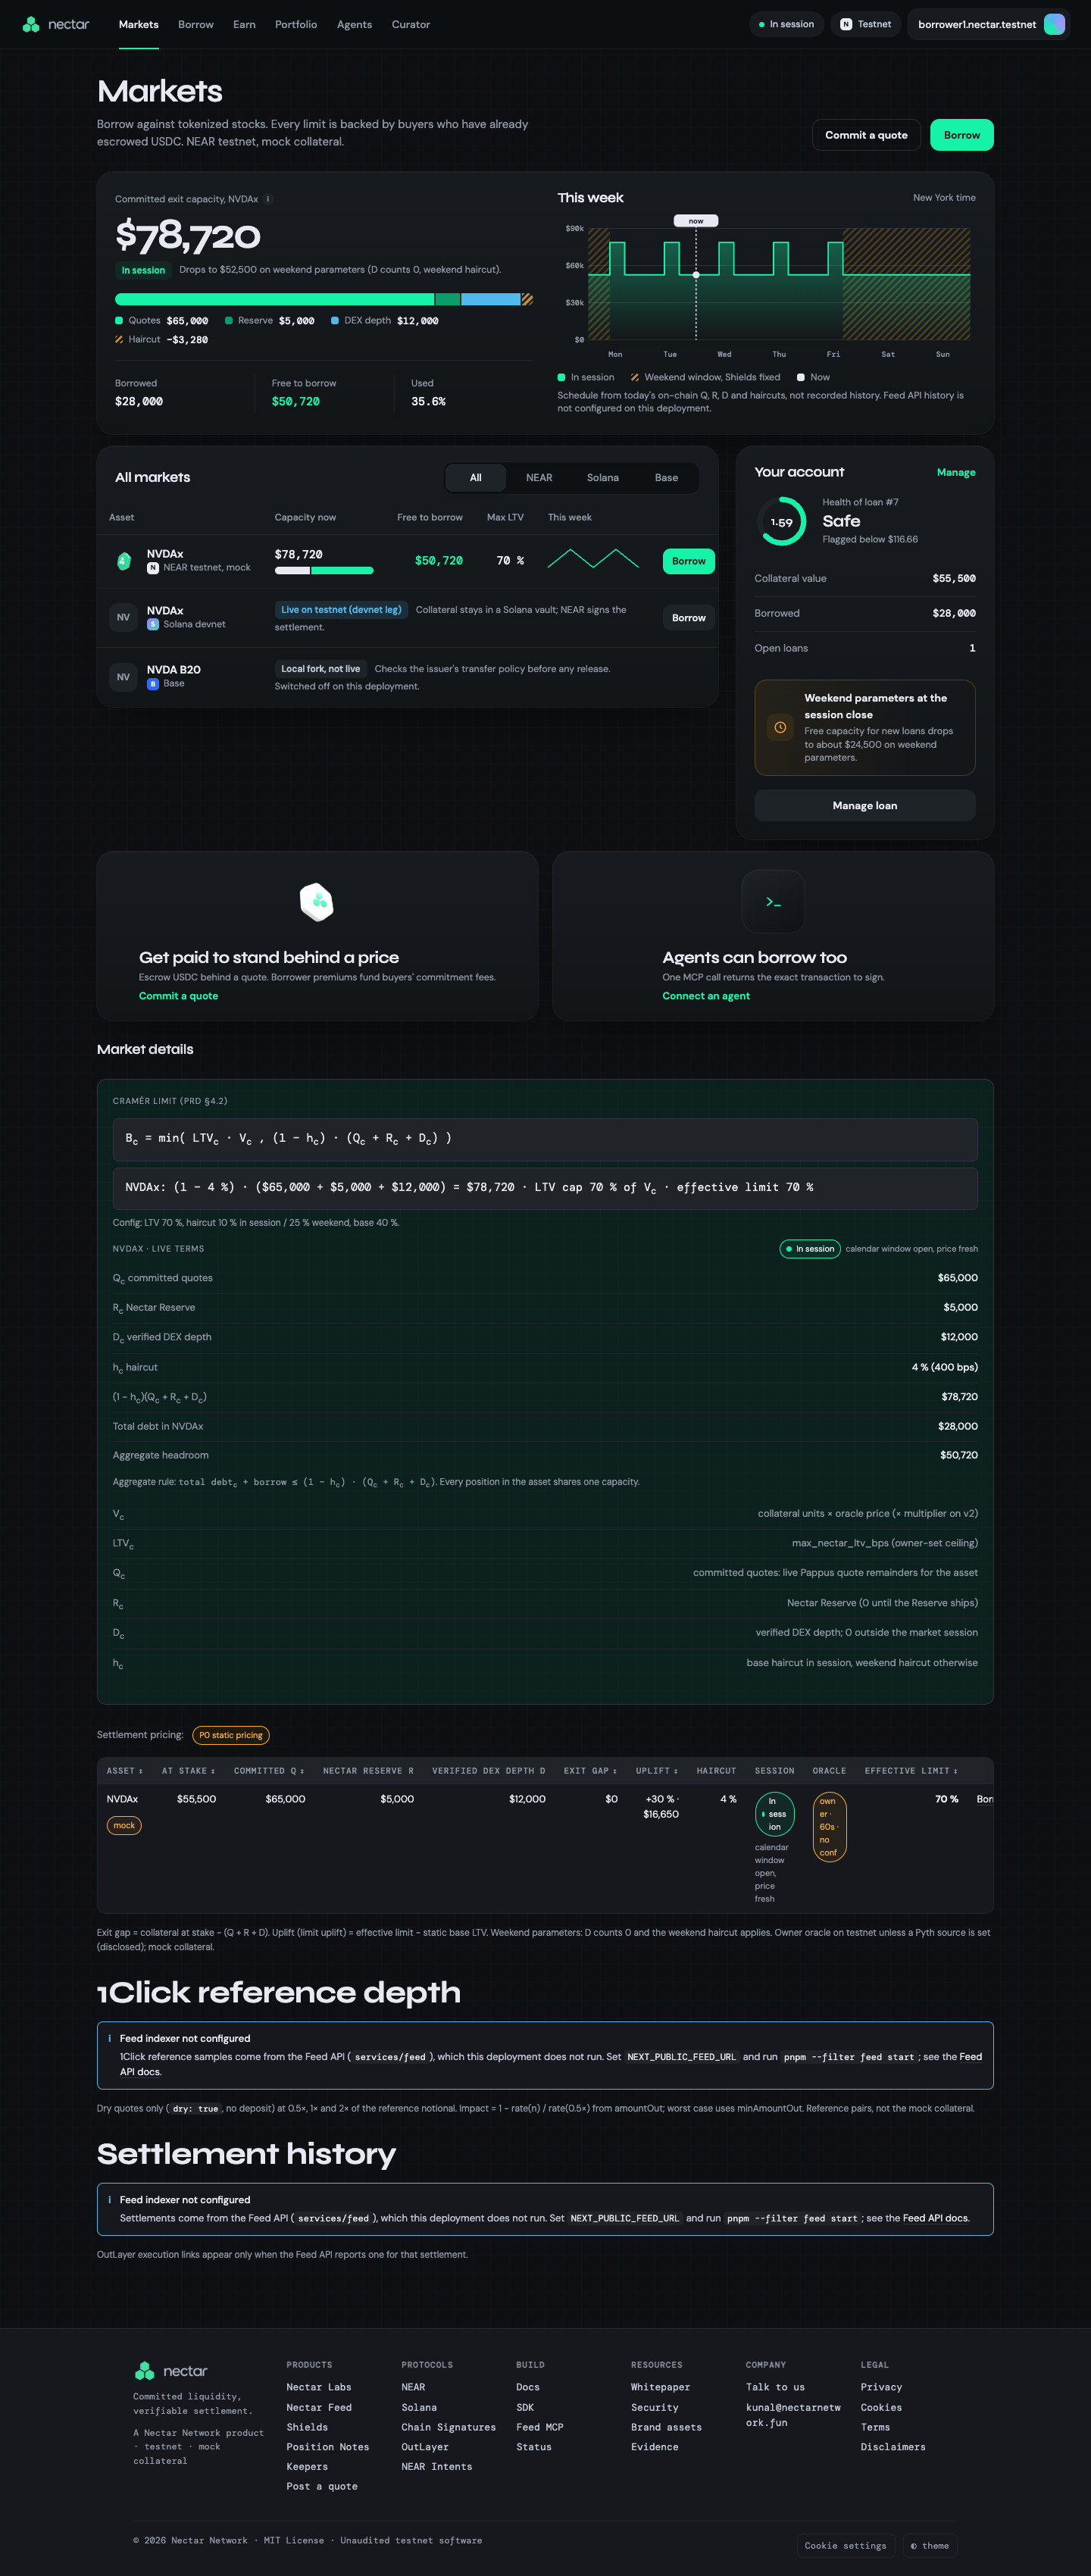 nectar
Markets
Borrow
Earn
Portfolio
Agents
Curator
In session
N Testnet
borrower1.nectar.testnet
Markets
Borrow against tokenized stocks. Every limit is backed by buyers who have already
escrowed USDC. NEAR testnet, mock collateral.
Commit a quote
Borrow
Committed exit capacity, NVDAx i
$78,720
In session Drops to $52,500 on weekend parameters (D counts 0, weekend haircut).
Quotes $65,000 Reserve $5,000 DEX depth $12,000
Haircut −$3,280
Borrowed
$28,000
Free to borrow
$50,720
Used
35.6%
This week
New York time
now
$90k
$60k
$30k
$0
Mon Tue Wed Thu Fri Sat Sun
In session Weekend window, Shields fixed Now
Schedule from today's on-chain Q, R, D and haircuts, not recorded history. Feed API history is
not configured on this deployment.
All markets
All NEAR Solana Base
Asset Capacity now Free to borrow Max LTV This week
NVDAx
N NEAR testnet, mock
$78,720
$50,720
70 %
Borrow
NV
NVDAx
S Solana devnet
Live on testnet (devnet leg) Collateral stays in a Solana vault; NEAR signs the
settlement.
Borrow
NV
NVDA B20
B Base
Local fork, not live Checks the issuer's transfer policy before any release.
Switched off on this deployment.
Your account
Manage
1.59
Health of loan #7
Safe
Flagged below $116.66
Collateral value $55,500
Borrowed $28,000
Open loans 1
Weekend parameters at the
session close
Free capacity for new loans drops
to about $24,500 on weekend
parameters.
Manage loan
Get paid to stand behind a price
Escrow USDC behind a quote. Borrower premiums fund buyers' commitment fees.
Commit a quote
>_
Agents can borrow too
One MCP call returns the exact transaction to sign.
Connect an agent
Market details
CRAMÉR LIMIT (PRD §4.2)
Bc = min( LTVc · Vc , (1 − hc) · (Qc + Rc + Dc) )
NVDAx: (1 − 4 %) · ($65,000 + $5,000 + $12,000) = $78,720 · LTV cap 70 % of Vc · effective limit 70 %
Config: LTV 70 %, haircut 10 % in session / 25 % weekend, base 40 %.
NVDAX · LIVE TERMS
In session calendar window open, price fresh
Qc committed quotes $65,000
Rc Nectar Reserve $5,000
Dc verified DEX depth $12,000
hc haircut 4 % (400 bps)
(1 − hc)(Qc + Rc + Dc) $78,720
Total debt in NVDAx $28,000
Aggregate headroom $50,720
Aggregate rule: total debtc + borrow ≤ (1 − hc) · (Qc + Rc + Dc). Every position in the asset shares one capacity.
Vc collateral units × oracle price (× multiplier on v2)
LTVc max_nectar_ltv_bps (owner-set ceiling)
Qc committed quotes: live Pappus quote remainders for the asset
Rc Nectar Reserve (0 until the Reserve ships)
Dc verified DEX depth; 0 outside the market session
hc base haircut in session, weekend haircut otherwise
Settlement pricing: P0 static pricing
ASSET ↕ AT STAKE ↕ COMMITTED Q ↕ NECTAR RESERVE R VERIFIED DEX DEPTH D EXIT GAP ↕ UPLIFT ↕ HAIRCUT SESSION ORACLE EFFECTIVE LIMIT ↕
NVDAx
mock
$55,500
$65,000
$5,000
$12,000
$0
+30 % ·
$16,650
4 %
In
sess
ion
calendar
window
open,
price
fresh
own
er ·
60s ·
no
conf
70 %
Exit gap = collateral at stake − (Q + R + D). Uplift (limit uplift) = effective limit − static base LTV. Weekend parameters: D counts 0 and the weekend haircut applies. Owner oracle on testnet unless a Pyth source is set
(disclosed); mock collateral.
1Click reference depth
i Feed indexer not configured
1Click reference samples come from the Feed API ( services/feed ), which this deployment does not run. Set NEXT_PUBLIC_FEED_URL and run pnpm --filter feed start ; see the Feed
API docs.
Dry quotes only ( dry: true , no deposit) at 0.5×, 1× and 2× of the reference notional. Impact = 1 − rate(n) / rate(0.5×) from amountOut; worst case uses minAmountOut. Reference pairs, not the mock collateral.
Settlement history
i Feed indexer not configured
Settlements come from the Feed API ( services/feed ), which this deployment does not run. Set NEXT_PUBLIC_FEED_URL and run pnpm --filter feed start ; see the Feed API docs.
OutLayer execution links appear only when the Feed API reports one for that settlement.
nectar
Committed liquidity,
verifiable settlement.
A Nectar Network product
· testnet · mock
collateral
PRODUCTS
Nectar Labs
Nectar Feed
Shields
Position Notes
Keepers
Post a quote
PROTOCOLS
NEAR
Solana
Chain Signatures
OutLayer
NEAR Intents
BUILD
Docs
SDK
Feed MCP
Status
RESOURCES
Whitepaper
Security
Brand assets
Evidence
COMPANY
Talk to us
kunal@nectarnetw
ork.fun
LEGAL
Privacy
Cookies
Terms
Disclaimers
© 2026 Nectar Network · MIT License · Unaudited testnet software
Cookie settings
◐ theme